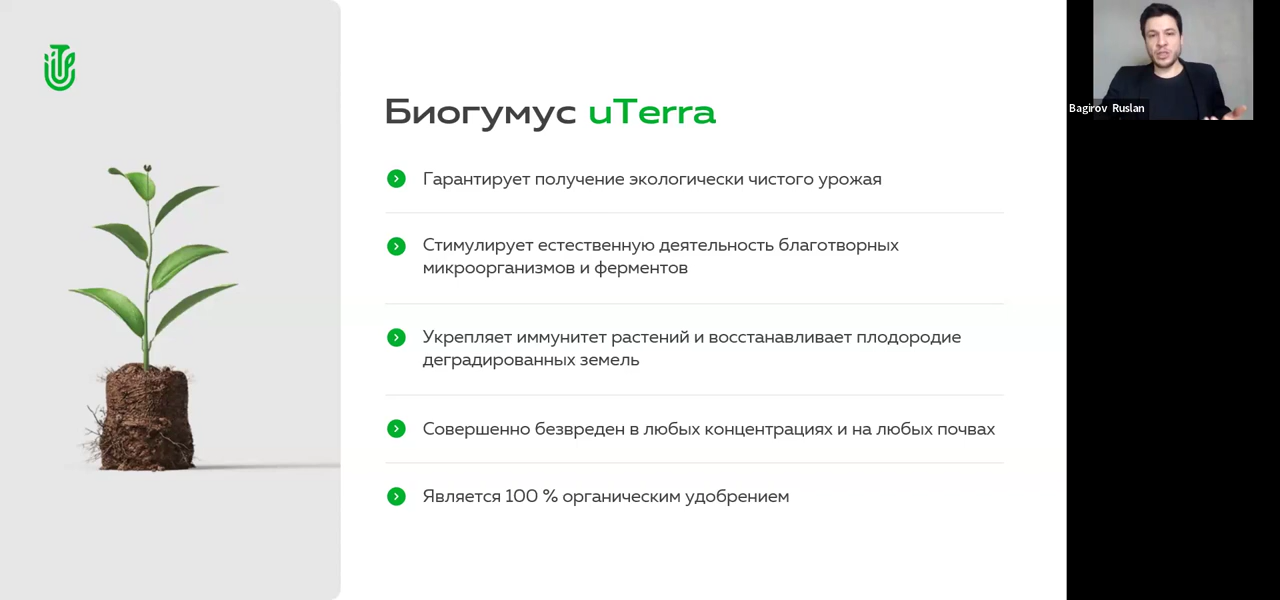 Биогумус uTerra
Гарантирует получение экологически чистого урожая
Стимулирует естественную деятельность благотворных
микроорганизмов и ферментов
Укрепляет иммунитет растений и восстанавливает плодородие
деградированных земель
Совершенно безвреден в любых концентрациях и на любых почвах
Является 100 % органическим удобрением
Bagirov Ruslan